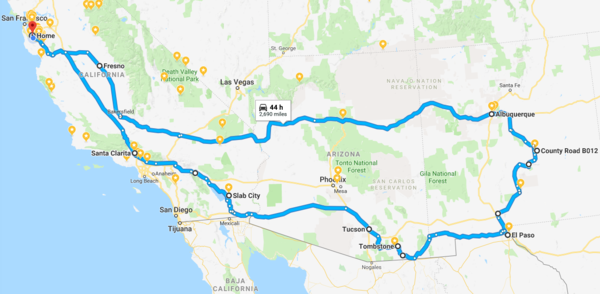 San Francisco
Home
Fresno
CALIFORNIA
Death Valley
National Park
St. George
Las Vegas
NAVAJO NATION
RESERVATION
Santa Fe
Albuquerque
44 h
2,690 miles
Bakersfield
County Road B012
Santa Clarita
ARIZONA
Tonto National
Forest
Long Beach
Anaheim
Phoenix
Mesa
SAN CARLOS
RESERVATION
Gila National
Forest
Slab City
San Diego
Mexicali
Tijuana
Tucson
Tombstone
El Paso
Nogales
BAJA
CALIFORNIA